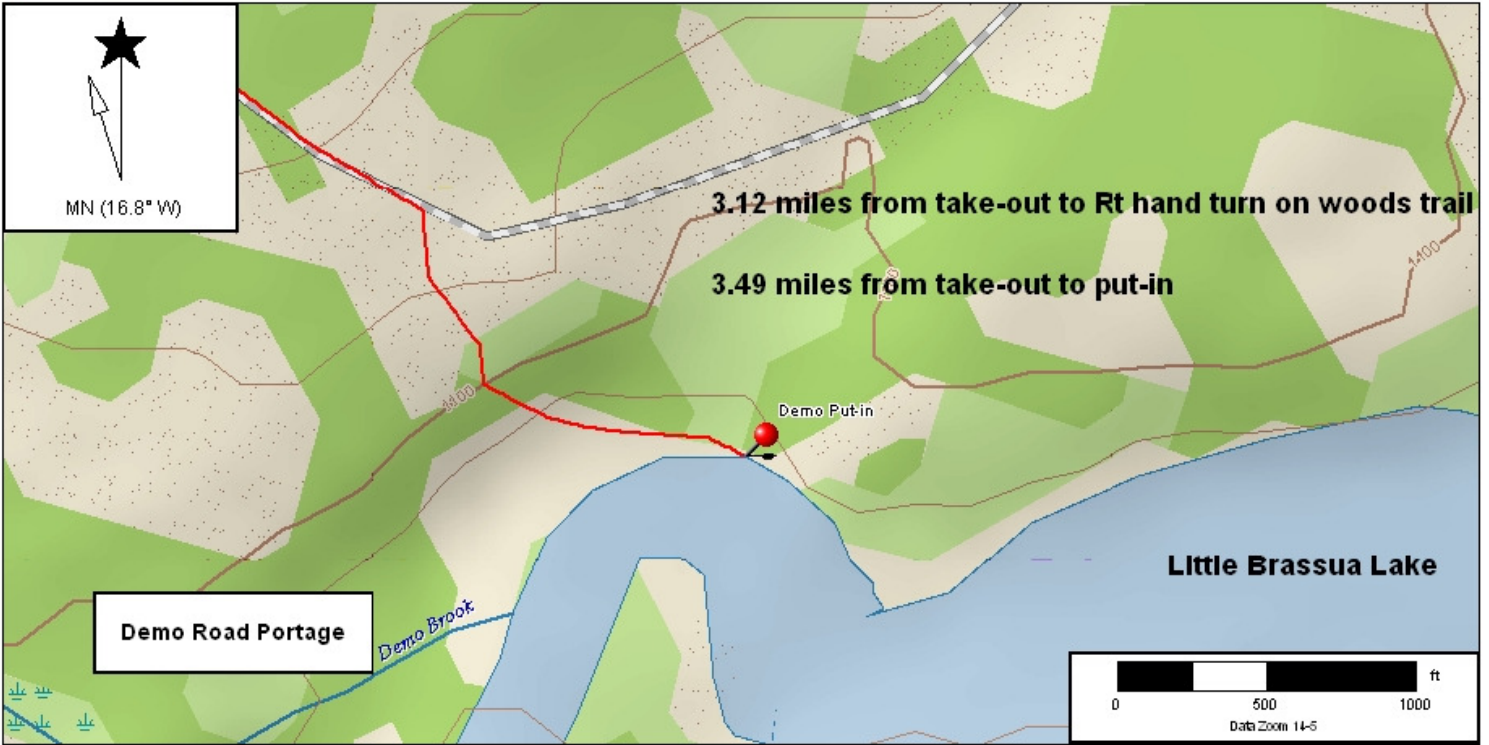 MN (16.8° W)
3.12 miles from take-out to Rt hand turn on woods trail
3.49 miles from take-out to put-in
1400
1100
Demo Put-in
Little Brassua Lake
Demo Road Portage
Demo Brook
ft
0 500 1000
Data Zoom 14-5